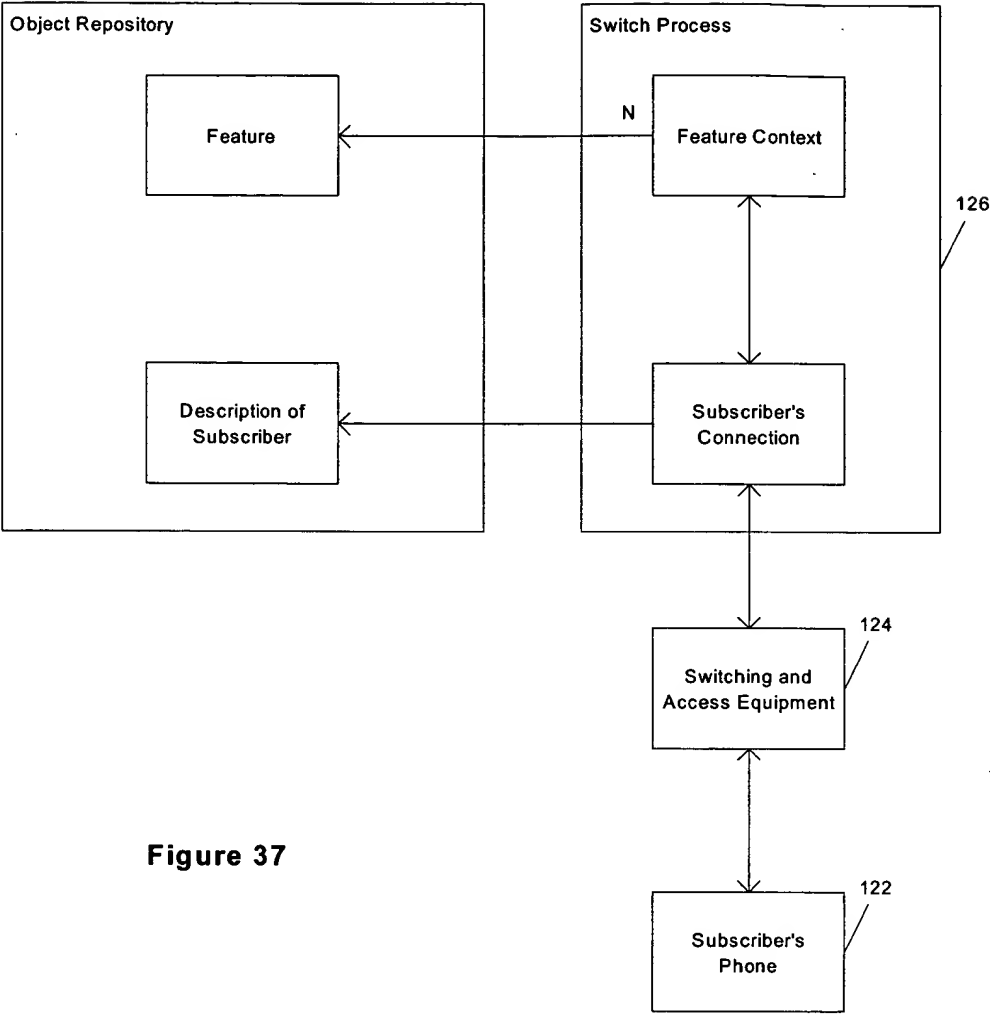 Object Repository
Switch Process
Feature
N
Feature Context
126
Description of
Subscriber
Subscriber's
Connection
124
Switching and
Access Equipment
Figure 37
122
Subscriber's
Phone